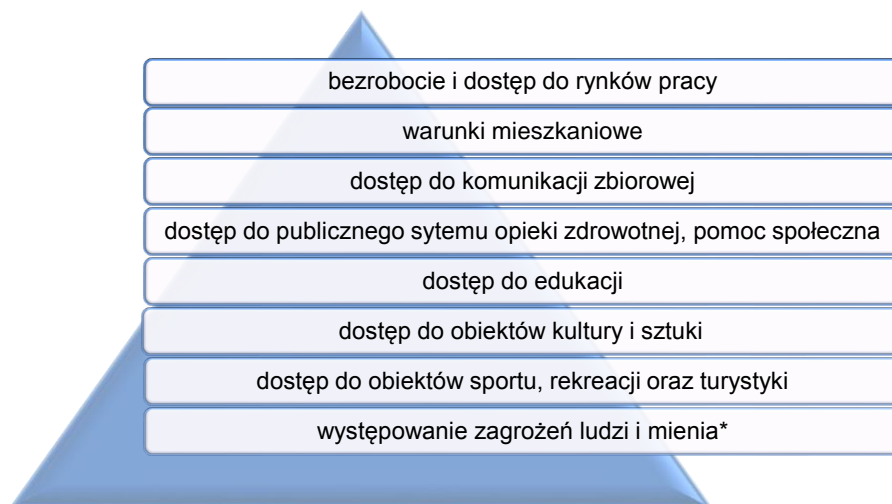 bezrobocie i dostęp do rynków pracy
warunki mieszkaniowe
dostęp do komunikacji zbiorowej
dostęp do publicznego sytemu opieki zdrowotnej, pomoc społeczna
dostęp do edukacji
dostęp do obiektów kultury i sztuki
dostęp do obiektów sportu, rekreacji oraz turystyki
występowanie zagrożeń ludzi i mienia*